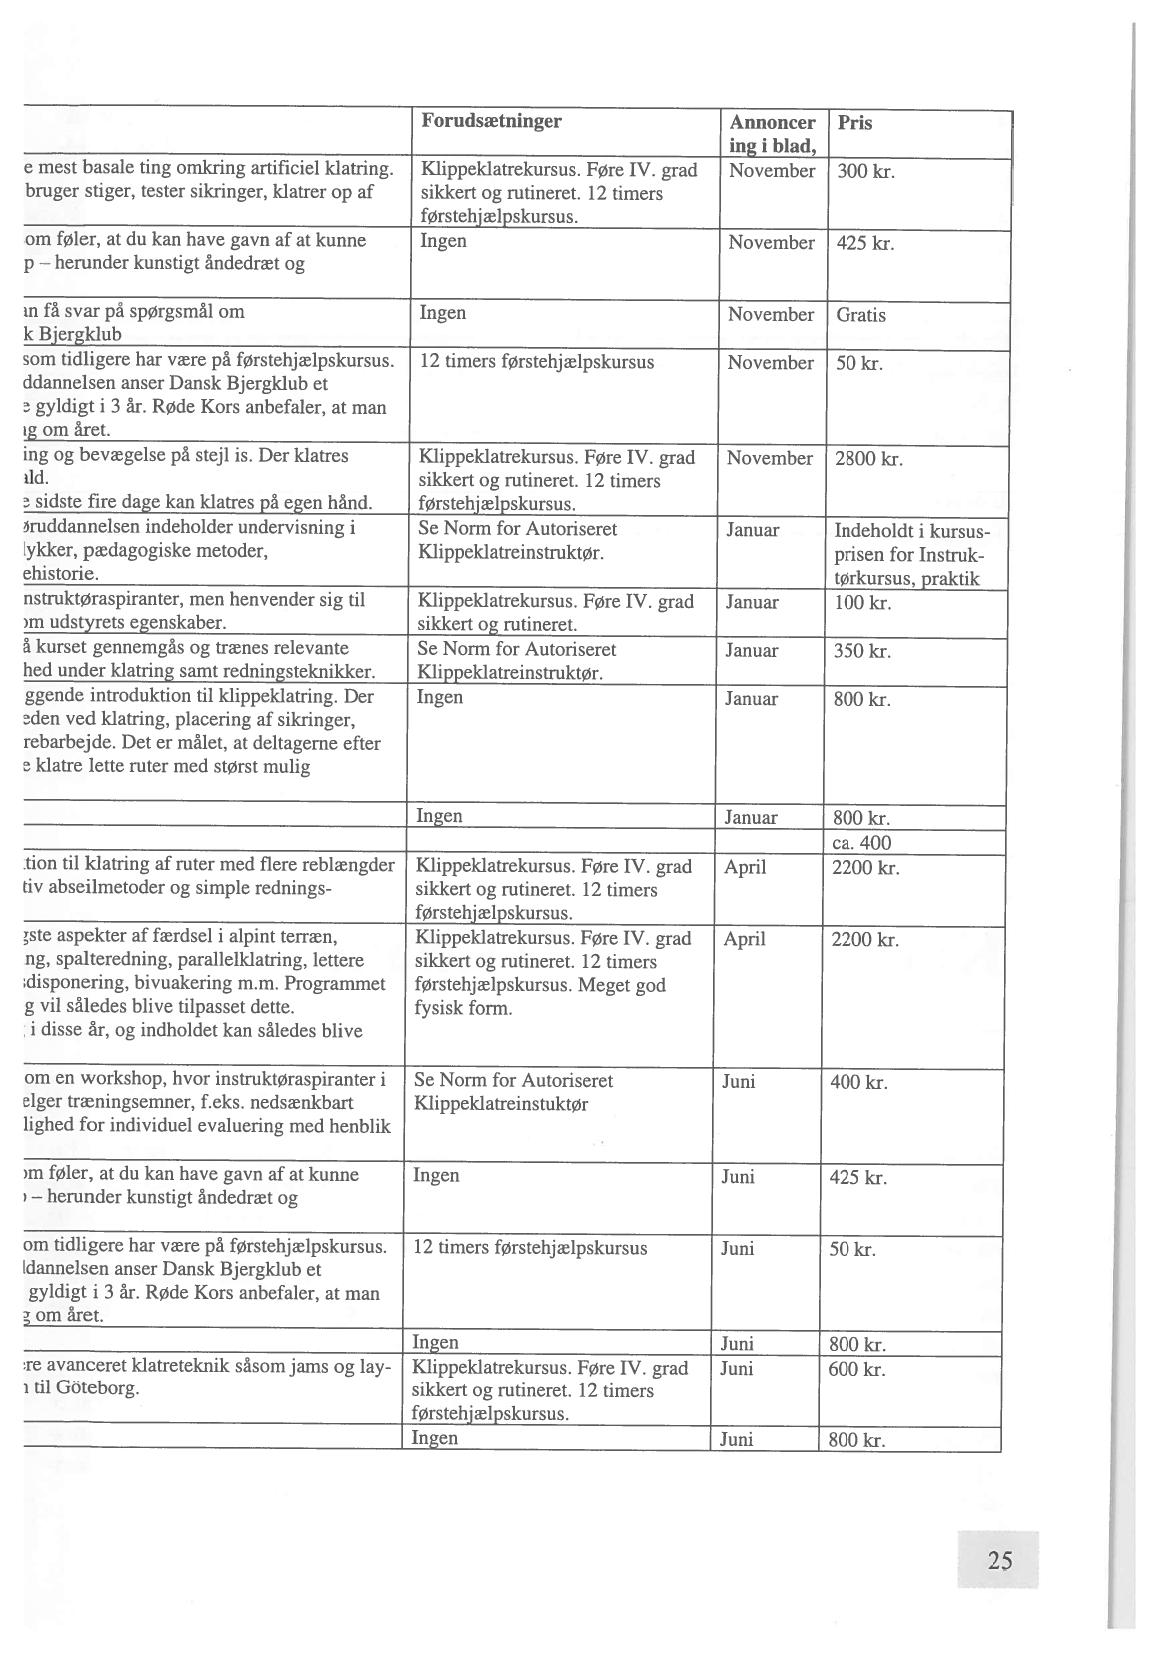 Forudsætninger
Annoncer
ing i blad,
Pris
mest basale ting omkring artificiel klatring.
bruger stiger, tester sikringer, klatrer op af
Klippeklatrekursus. Føre IV. grad
sikkert og rutineret. 12 timers
førstehjælpskursus.
November
300 kr.
om føler, at du kan have gavn af at kunne
p – herunder kunstigt åndedræt og
Ingen
November
425 kr.
få svar på spørgsmål om
k Bjergklub
Ingen
November
Gratis
som tidligere har være på førstehjælpskursus.
ddannelsen anser Dansk Bjergklub et
gyldigt i 3 år. Røde Kors anbefaler, at man
om året.
12 timers førstehjælpskursus
November
50 kr.
ing og bevægelse på stejl is. Der klatres
ld.
sidste fire dage kan klatres på egen hånd.
Klippeklatrekursus. Føre IV. grad
sikkert og rutineret. 12 timers
førstehjælpskursus.
November
2800 kr.
øruddannelsen indeholder undervisning i
lykker, pædagogiske metoder,
ehistorie.
Se Norm for Autoriseret
Klippeklatreinstruktør.
Januar
Indeholdt i kursus-
prisen for Instruk-
tørkursus, praktik
nstruktøraspiranter, men henvender sig til
om udstyrets egenskaber.
Klippeklatrekursus. Føre IV. grad
sikkert og rutineret.
Januar
100 kr.
å kurset gennemgås og trænes relevante
hed under klatring samt redningsteknikker.
Se Norm for Autoriseret
Klippeklatreinstruktør.
Januar
350 kr.
ggende introduktion til klippeklatring. Der
eden ved klatring, placering af sikringer,
rebarbejde. Det er målet, at deltagerne efter
e klatre lette ruter med størst mulig
Ingen
Januar
800 kr.
Ingen
Januar
800 kr.
ca. 400
tion til klatring af ruter med flere reblængder
tiv abseilmetoder og simple rednings-
Klippeklatrekursus. Føre IV. grad
sikkert og rutineret. 12 timers
førstehjælpskursus.
April
2200 kr.
gste aspekter af færdsel i alpint terræn,
ng, spalteredning, parallelklatring, lettere
disponering, bivuakering m.m. Programmet
g vil således blive tilpasset dette.
i disse år, og indholdet kan således blive
Klippeklatrekursus. Føre IV. grad
sikkert og rutineret. 12 timers
førstehjælpskursus. Meget god
fysisk form.
April
2200 kr.
om en workshop, hvor instruktøraspiranter i
elger træningsemner, f.eks. nedsænkbart
lighed for individuel evaluering med henblik
Se Norm for Autoriseret
Klippeklatreinstuktør
Juni
400 kr.
om føler, at du kan have gavn af at kunne
– herunder kunstigt åndedræt og
Ingen
Juni
425 kr.
om tidligere har være på førstehjælpskursus.
ldannelsen anser Dansk Bjergklub et
gyldigt i 3 år. Røde Kors anbefaler, at man
g om året.
12 timers førstehjælpskursus
Juni
50 kr.
Ingen
Juni
800 kr.
re avanceret klatreteknik såsom jams og lay-
til Göteborg.
Klippeklatrekursus. Føre IV. grad
sikkert og rutineret. 12 timers
førstehjælpskursus.
Juni
600 kr.
Ingen
Juni
800 kr.
25